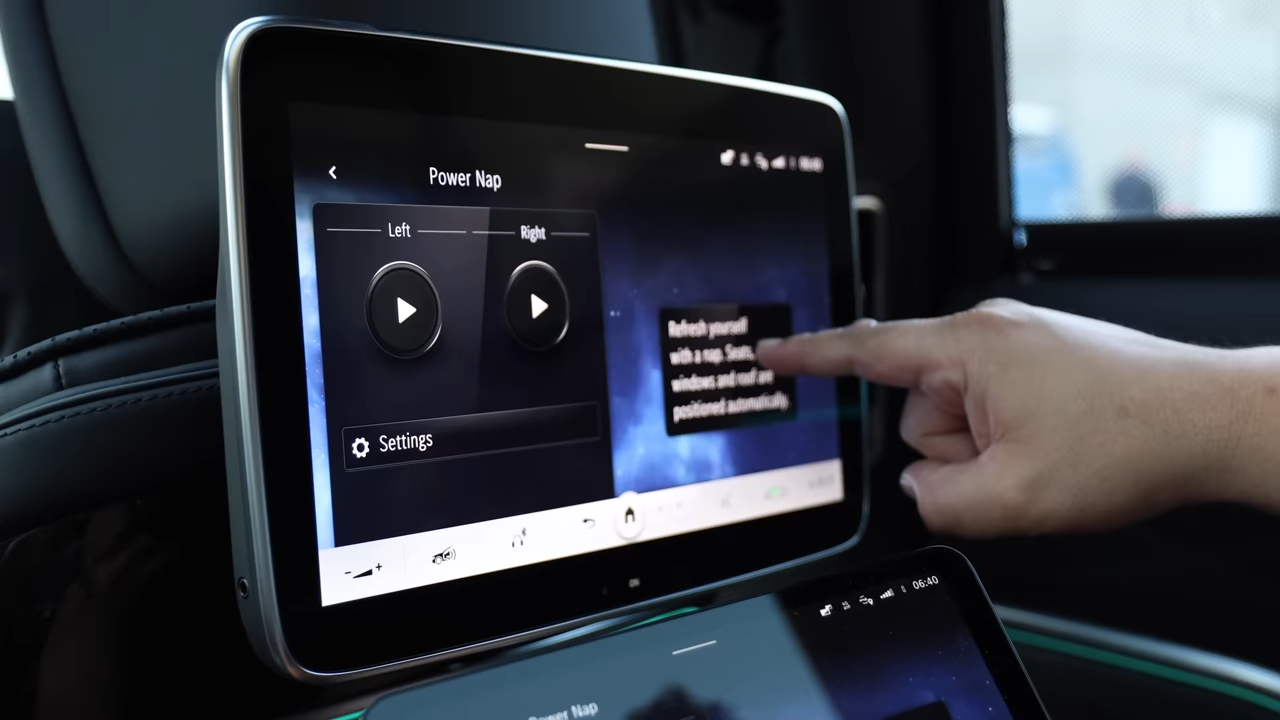 Power Nap
Left
Right
Refresh yourself
with a nap. Seats,
windows and roof are
positioned automatically.
Settings
- +
ON
06:40
Power Nap